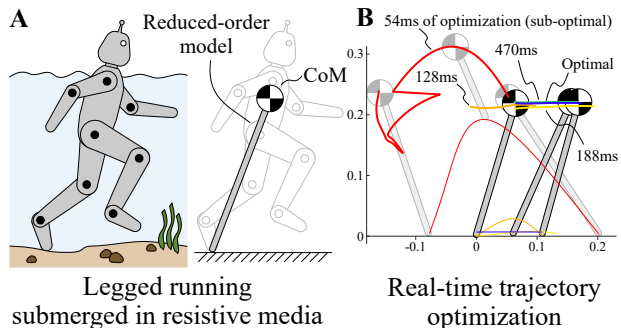 A
Reduced-order
model
CoM
Legged running
submerged in resistive media
B
54ms of optimization (sub-optimal)
470ms
Optimal
128ms
188ms
0.3
0.2
0.1
0
-0.1
0
0.1
0.2
Real-time trajectory
optimization